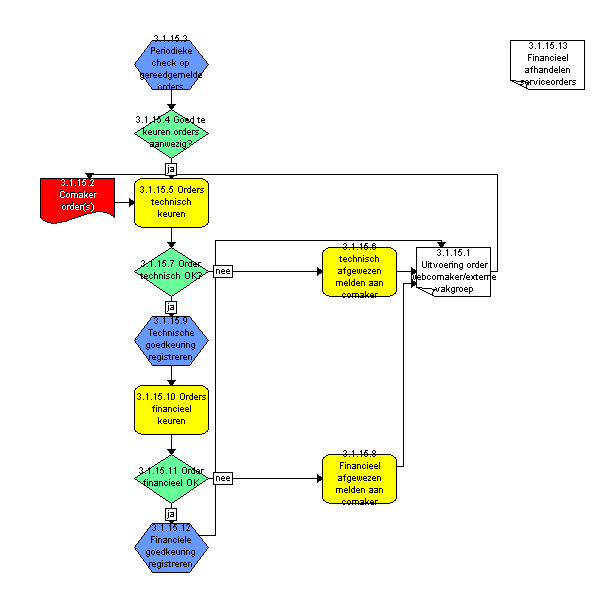 3.1.15.3
Periodieke
check op
gereedgemelde
orders
3.1.15.13
Financieel
afhandelen
serviceorders
3.1.15.4 Goed te
keuren orders
aanwezig?
ja
3.1.15.2
Comaker
order(s)
3.1.15.5 Orders
technisch
keuren
3.1.15.7 Order
technisch OK?
nee
3.1.15.6
technisch
afgewezen
melden aan
comaker
3.1.15.1
Uitvoering order
webcomaker/externe
vakgroep
ja
3.1.15.9
Technische
goedkeuring
registreren
3.1.15.10 Orders
financieel
keuren
3.1.15.11 Order
financieel OK
nee
3.1.15.8
Financieel
afgewezen
melden aan
comaker
ja
3.1.15.12
Financiele
goedkeuring
registreren